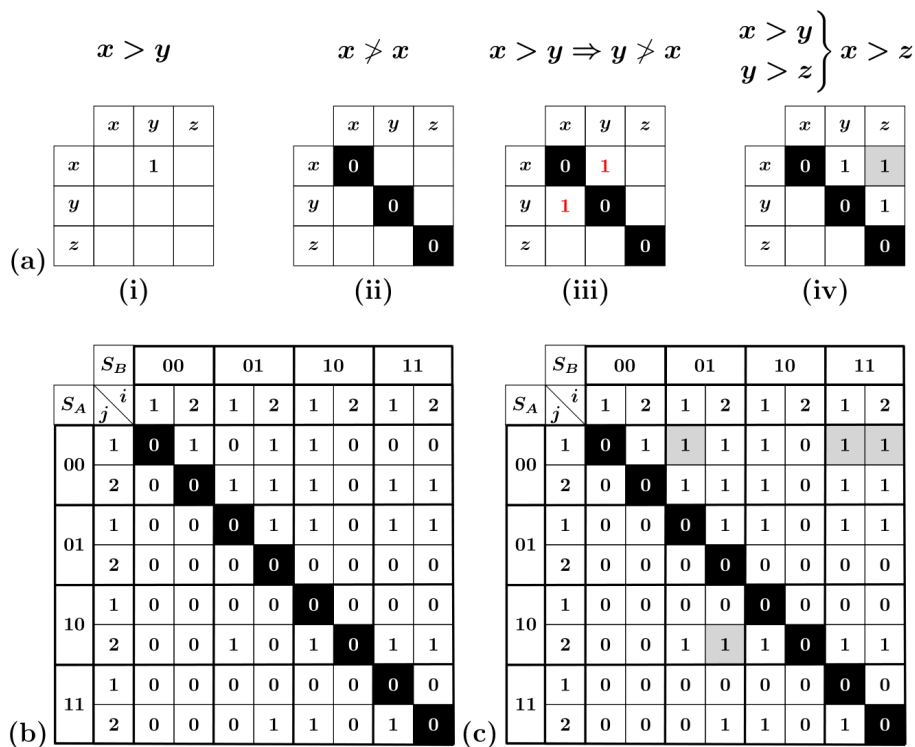 x > y
x y z
x 1
y
z
(a)
(i)
x ≯ x
x y z
x 0
y 0
z 0
(ii)
x > y ⇒ y ≯ x
x y z
x 0 1
y 1 0
z 0
(iii)
x > y
y > z } x > z
x y z
x 0 1 1
y 0 1
z 0
(iv)
S_B 00 01 10 11
S_A j i 1 2 1 2 1 2 1 2
00 1 0 1 0 1 1 0 1 1
2 0 0 1 1 1 0 1 1
01 1 0 0 0 1 1 0 1 1
2 0 0 0 0 0 0 0 0
10 1 0 0 0 0 0 0 0 0
2 0 0 1 0 1 0 1 1
11 1 0 0 0 0 0 0 0 0
2 0 0 0 1 1 0 1 0
(b)
S_B 00 01 10 11
S_A j i 1 2 1 2 1 2 1 2
00 1 0 1 1 1 1 0 1 1
2 0 0 1 1 1 0 1 1
01 1 0 0 0 1 1 0 1 1
2 0 0 0 0 0 0 0 0
10 1 0 0 0 0 0 0 0 0
2 0 0 1 1 1 0 1 1
11 1 0 0 0 0 0 0 0 0
2 0 0 0 1 1 0 1 0
(c)